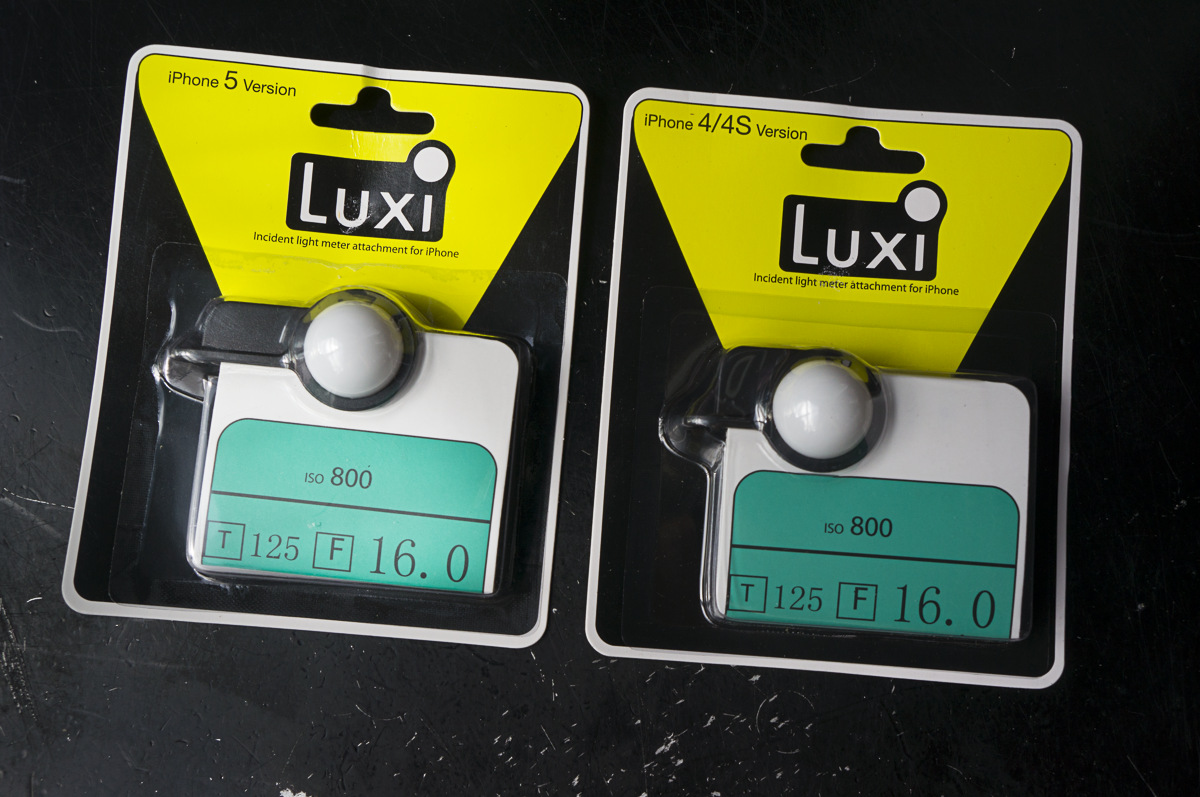 iPhone 5 Version
Luxi
Incident light meter attachment for iPhone
ISO 800
T 125 F 16.0
iPhone 4/4S Version
Luxi
Incident light meter attachment for iPhone
ISO 800
T 125 F 16.0